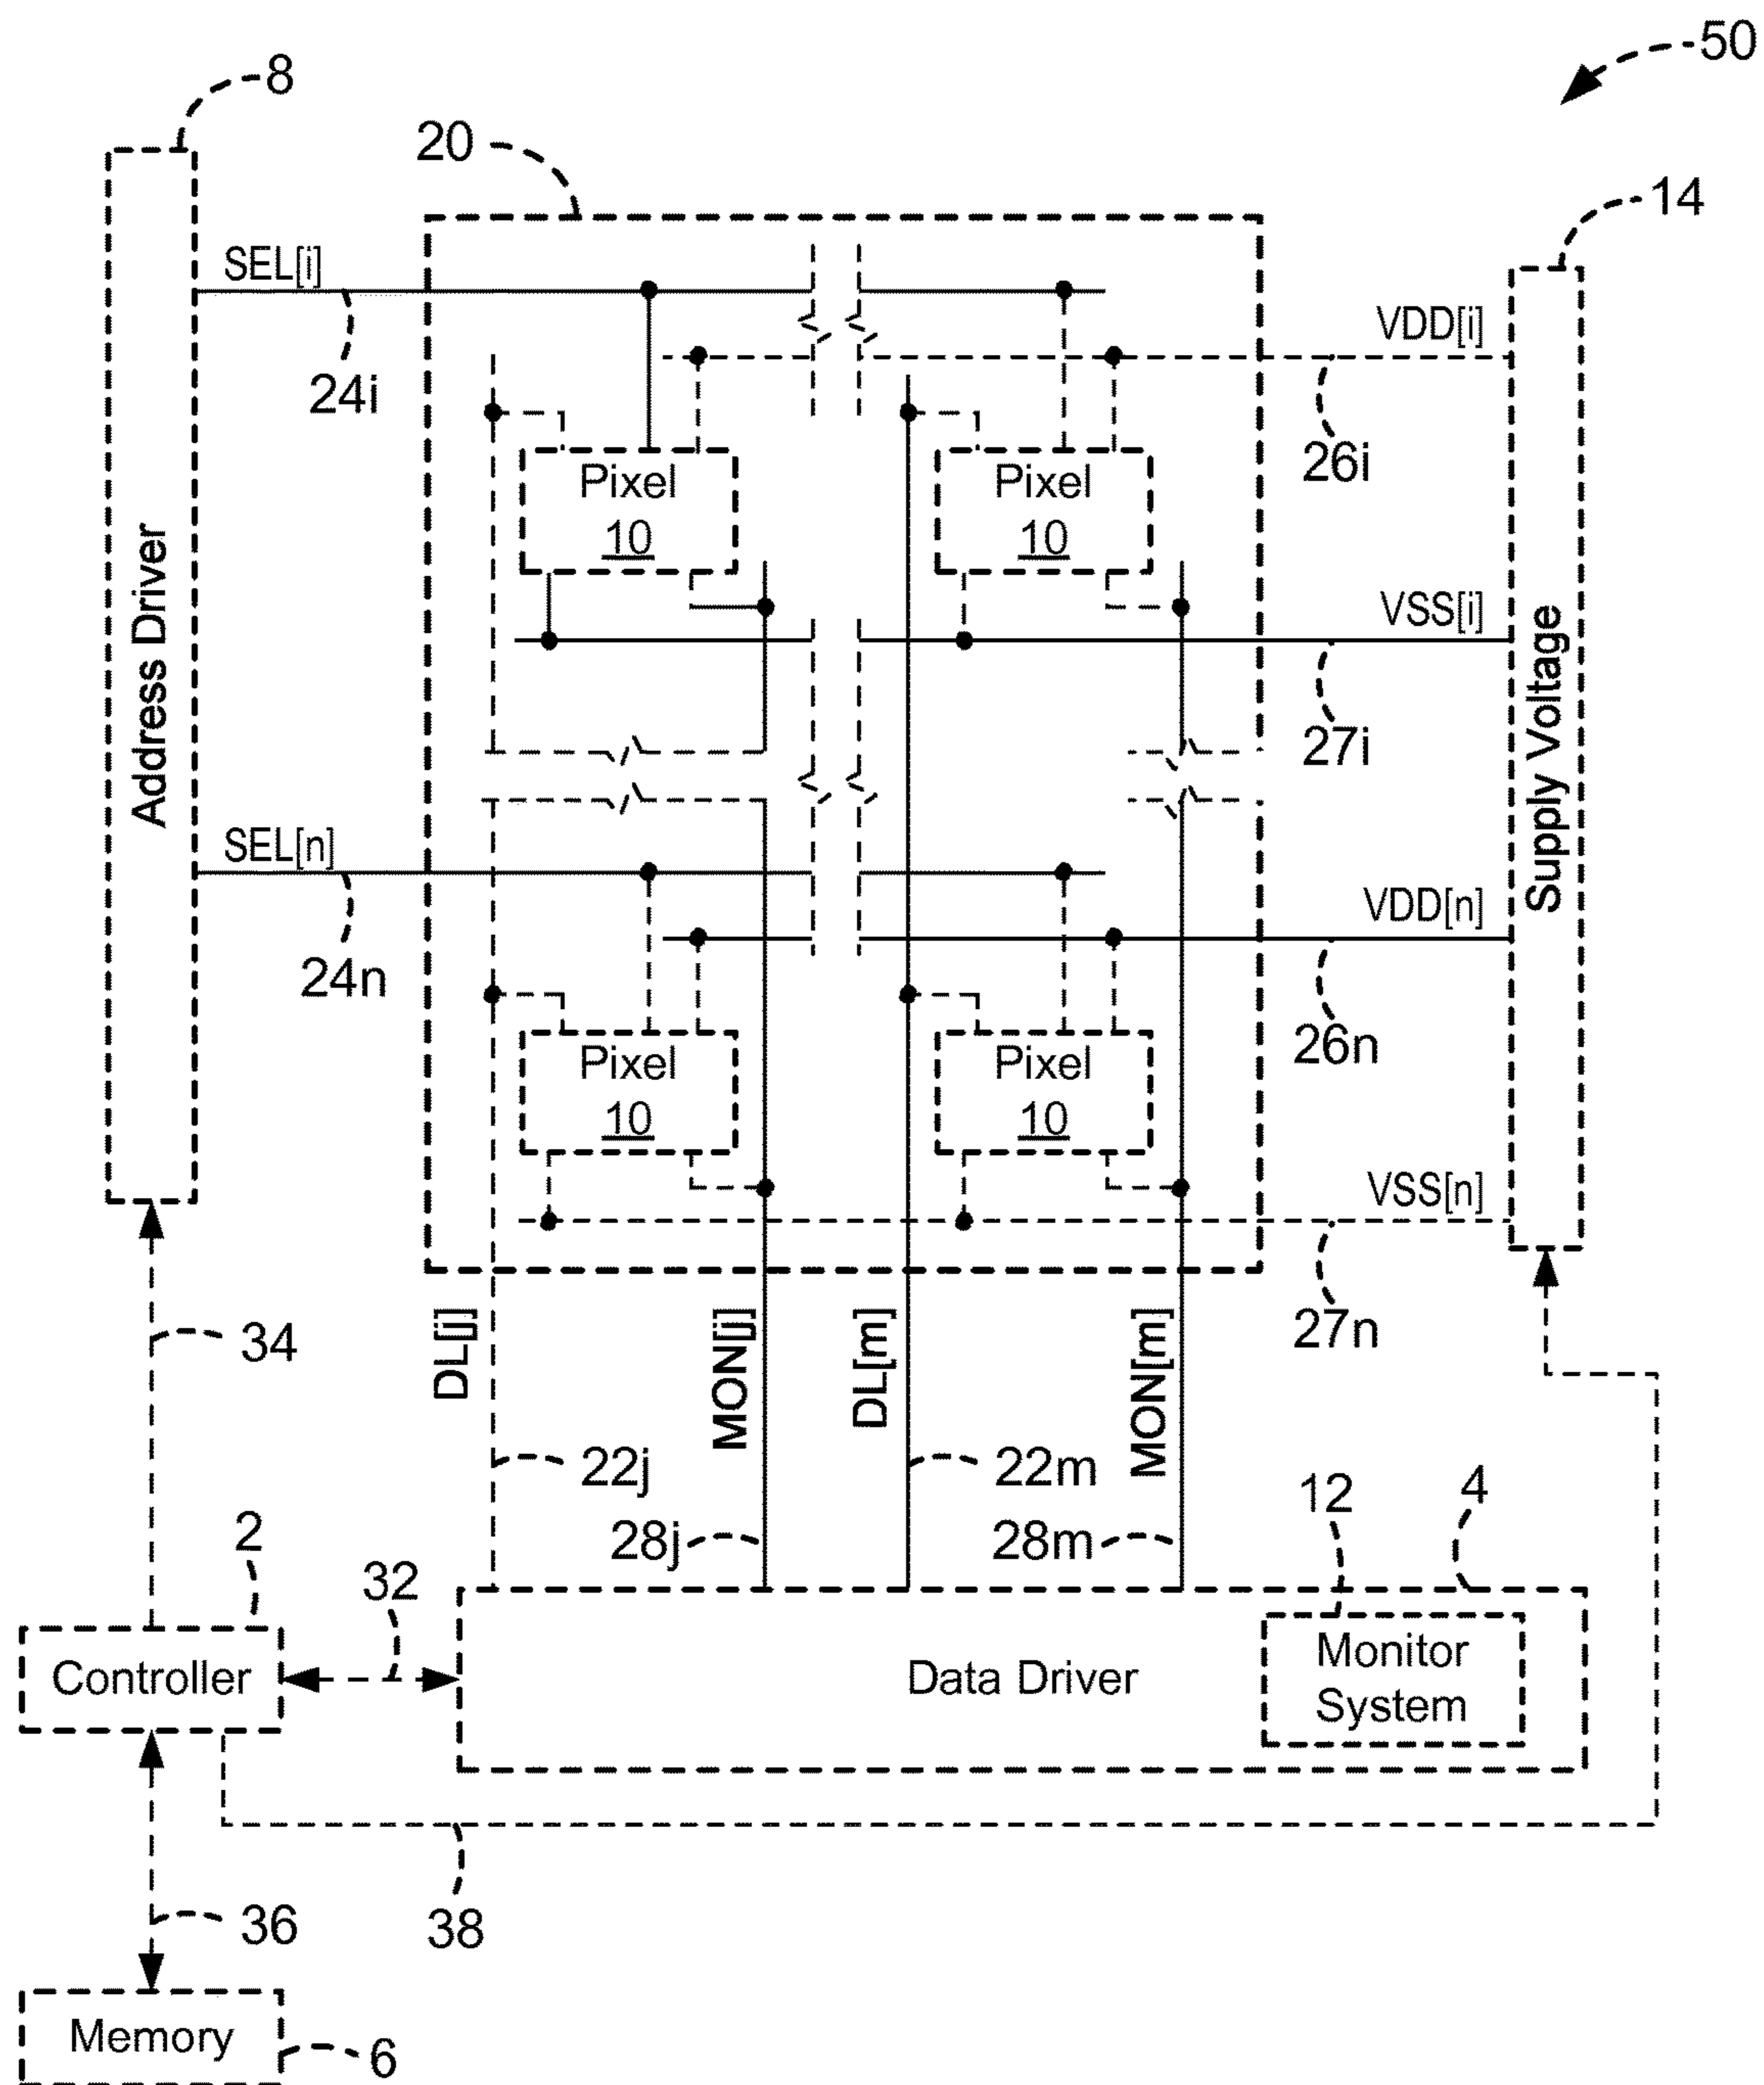 50
8
20
14
SEL[i]
VDD[i]
24i
26i
Pixel
10
Pixel
10
Address Driver
VSS[i]
Supply Voltage
27i
SEL[n]
VDD[n]
24n
26n
Pixel
10
Pixel
10
VSS[n]
27n
34
DL[j]
MON[j]
DL[m]
MON[m]
22j
22m
12
4
2
28j
28m
32
Controller
Data Driver
Monitor
System
36
38
Memory
6